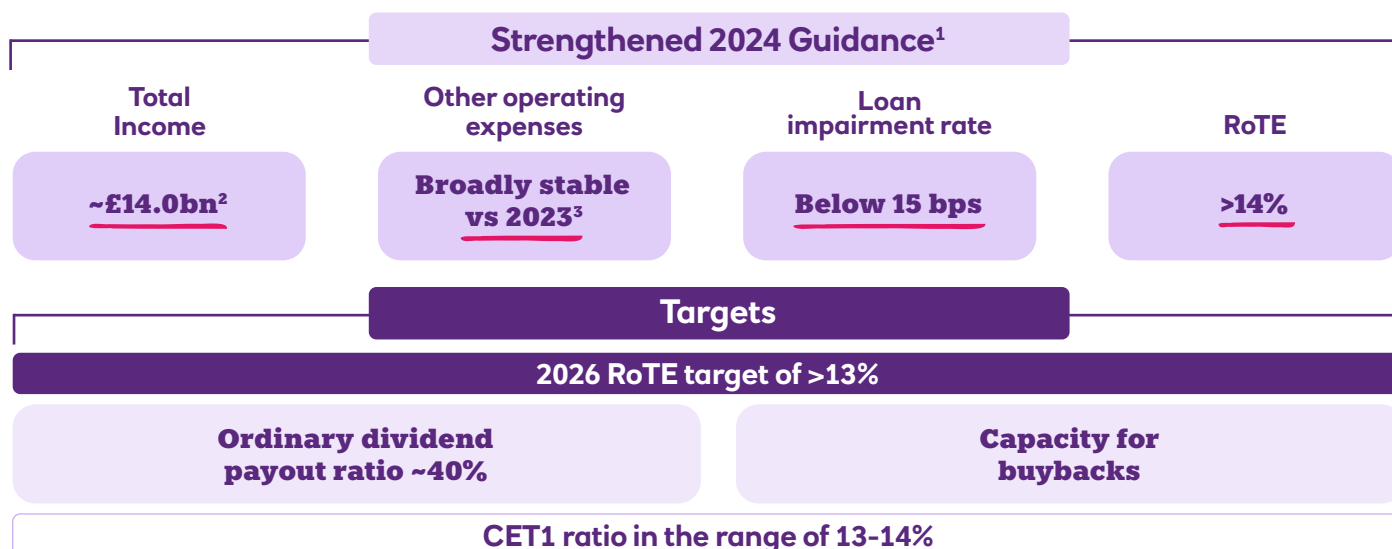 Strengthened 2024 Guidance¹
Total
Income
Other operating
expenses
Loan
impairment rate
RoTE
~£14.0bn²
Broadly stable
vs 2023³
Below 15 bps
>14%
Targets
2026 RoTE target of >13%
Ordinary dividend
payout ratio ~40%
Capacity for
buybacks
CET1 ratio in the range of 13-14%